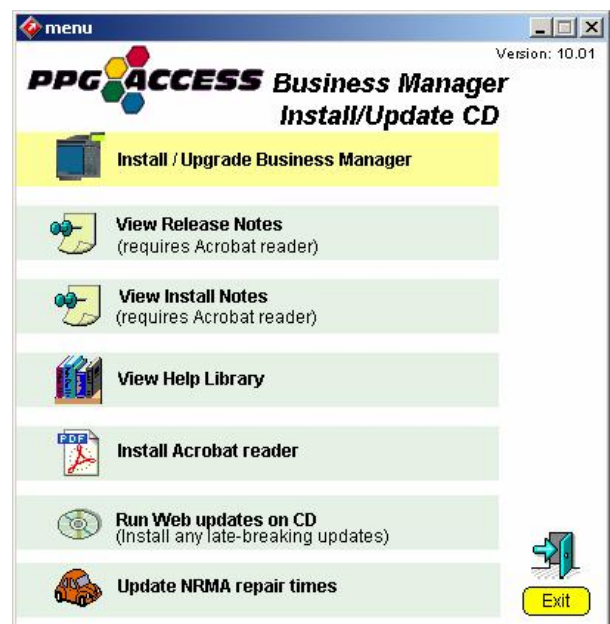 menu
Version: 10.01
PPG ACCESS Business Manager
Install/Update CD
Install / Upgrade Business Manager
View Release Notes
(requires Acrobat reader)
View Install Notes
(requires Acrobat reader)
View Help Library
PDF
Install Acrobat reader
Run Web updates on CD
(Install any late-breaking updates)
Update NRMA repair times
Exit